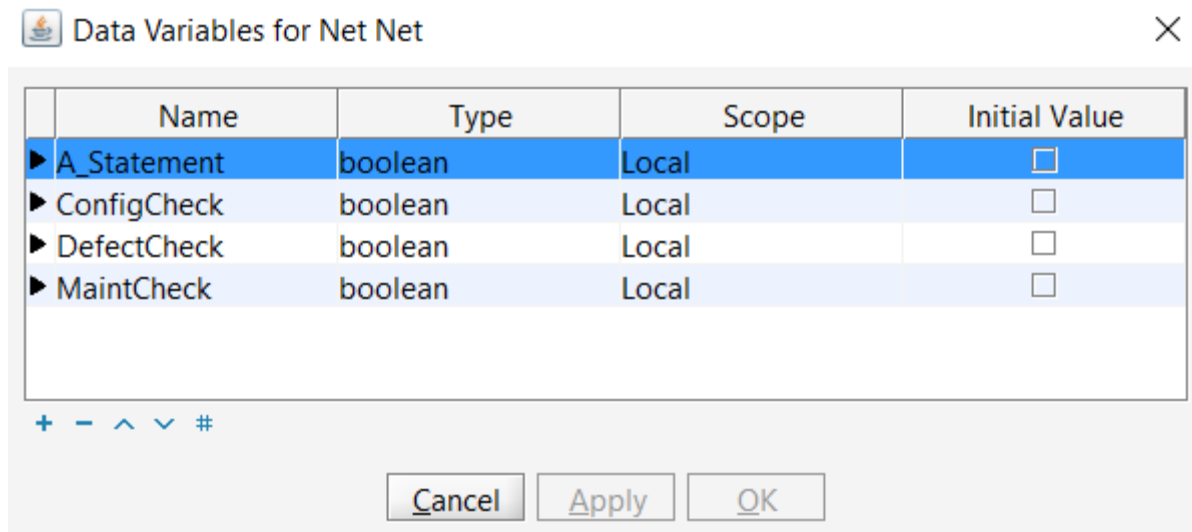 Data Variables for Net Net
Name Type Scope Initial Value
A_Statement boolean Local
ConfigCheck boolean Local
DefectCheck boolean Local
MaintCheck boolean Local
+ - #
Cancel Apply OK